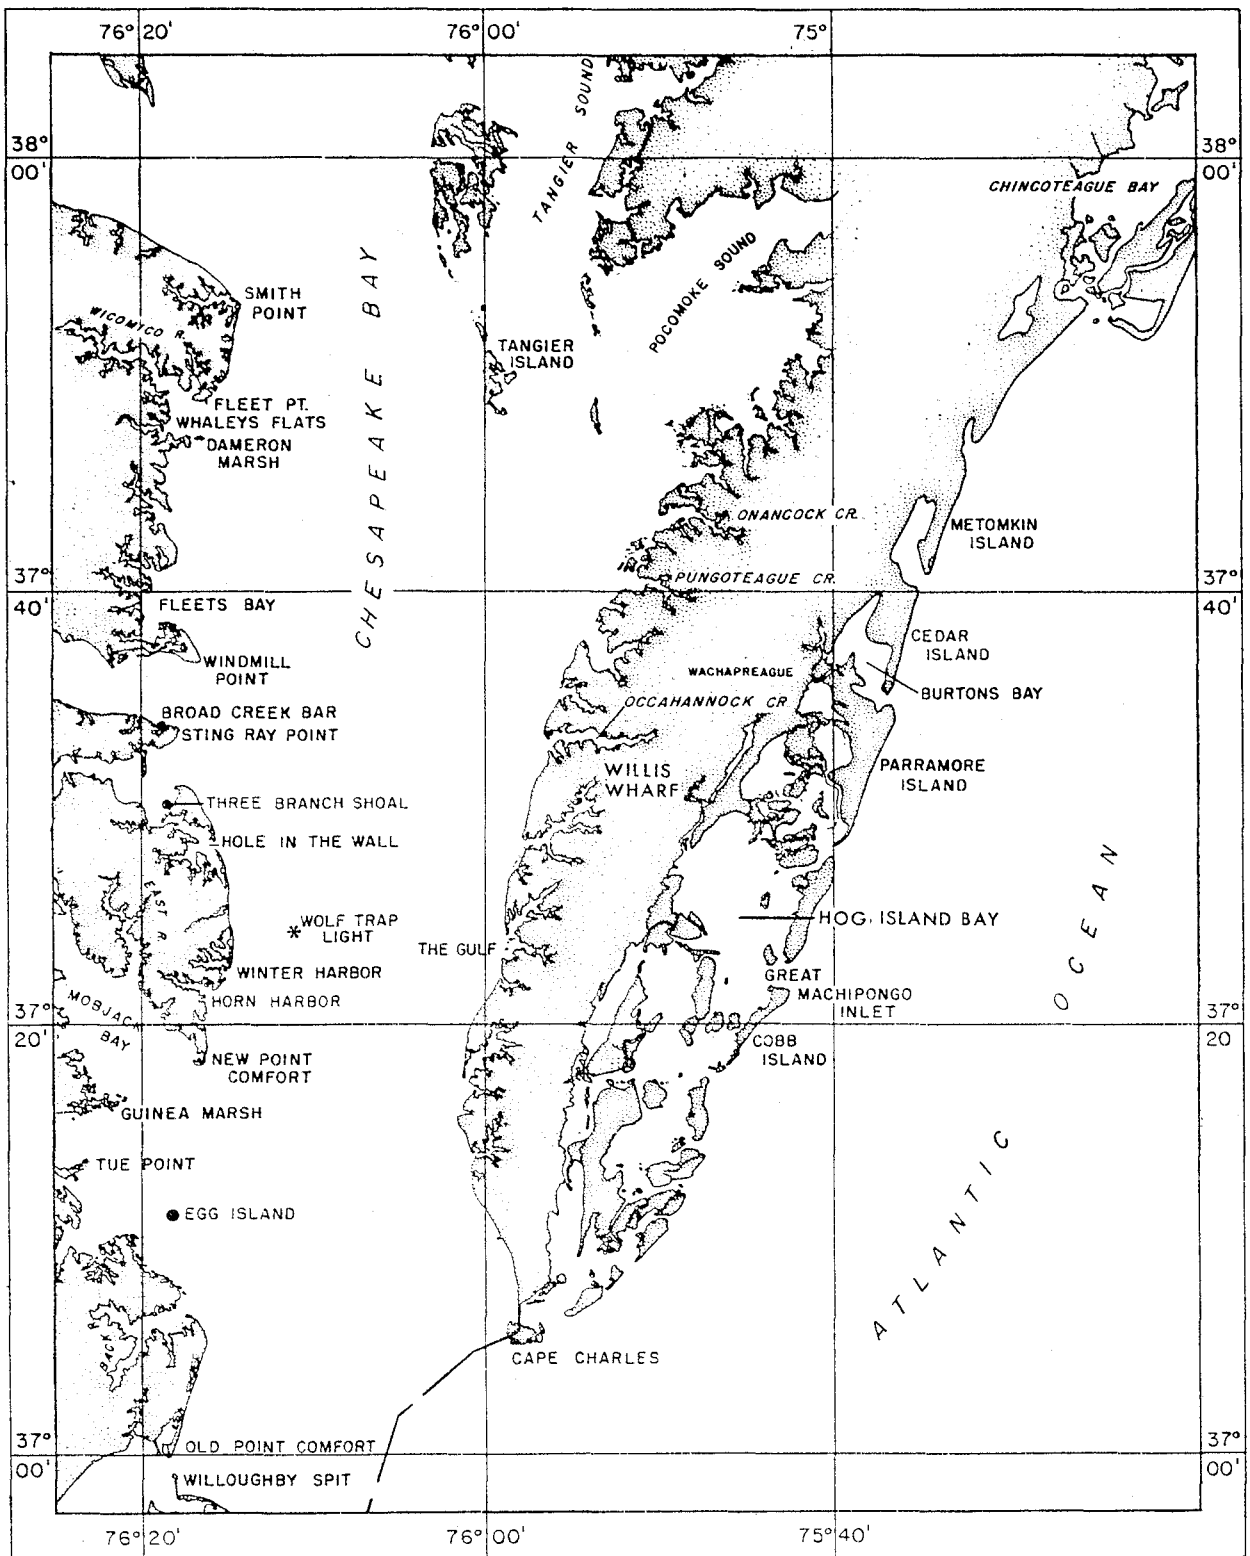 76°20'
76°00'
75°
38°
00'
38°
00'
TANGIER SOUND
CHINCOTEAGUE BAY
CHESAPEAKE BAY
POCOMOKE SOUND
SMITH
POINT
WICOMYCO R.
TANGIER
ISLAND
FLEET PT.
WHALEYS FLATS
DAMERON
MARSH
ONANCOCK CR.
METOMKIN
ISLAND
37°
40'
37°
40'
PUNGOTEAGUE CR.
FLEETS BAY
CEDAR
ISLAND
WINDMILL
POINT
WACHAPREAGUE
BURTONS BAY
OCCAHANNOCK CR
BROAD CREEK BAR
STING RAY POINT
WILLIS
WHARF
PARRAMORE
ISLAND
THREE BRANCH SHOAL
HOLE IN THE WALL
EAST R.
WOLF TRAP
LIGHT
HOG ISLAND BAY
THE GULF
WINTER HARBOR
GREAT
MACHIPONGO
INLET
HORN HARBOR
MOBJACK
BAY
37°
20'
37°
20
COBB
ISLAND
NEW POINT
COMFORT
GUINEA MARSH
TUE POINT
EGG ISLAND
ATLANTIC OCEAN
BACK R
CAPE CHARLES
OLD POINT COMFORT
37°
00'
37°
00'
WILLOUGHBY SPIT
76°20'
76°00'
75°40'